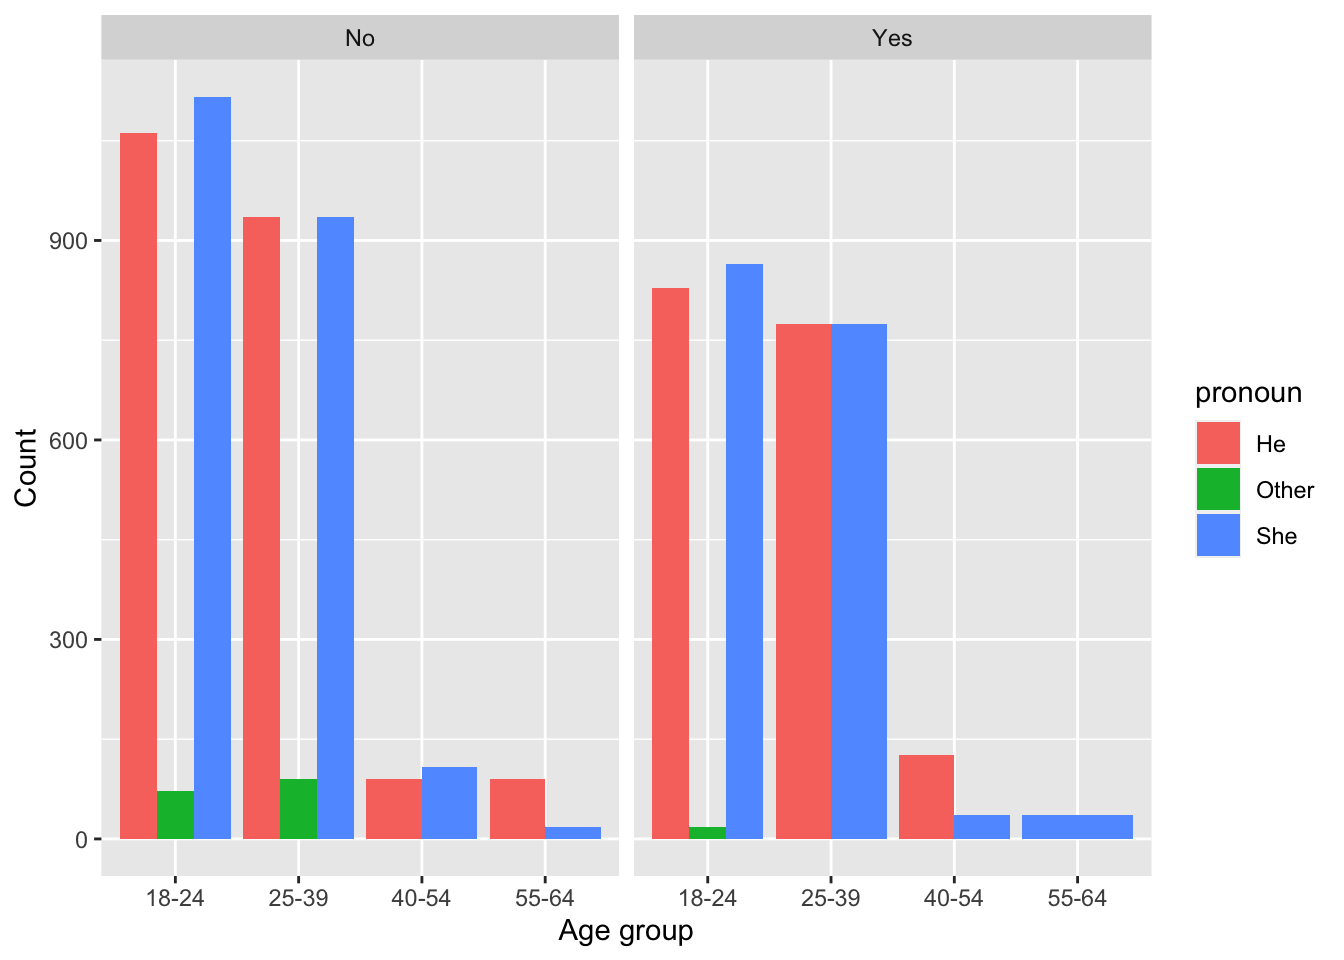 No
Yes
Count
900
600
300
0
18-24
25-39
40-54
55-64
18-24
25-39
40-54
55-64
Age group
pronoun
He
Other
She